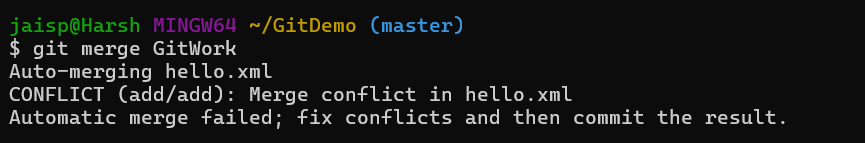 jaisp@Harsh MINGW64 ~/GitDemo (master)
$ git merge GitWork
Auto-merging hello.xml
CONFLICT (add/add): Merge conflict in hello.xml
Automatic merge failed; fix conflicts and then commit the result.